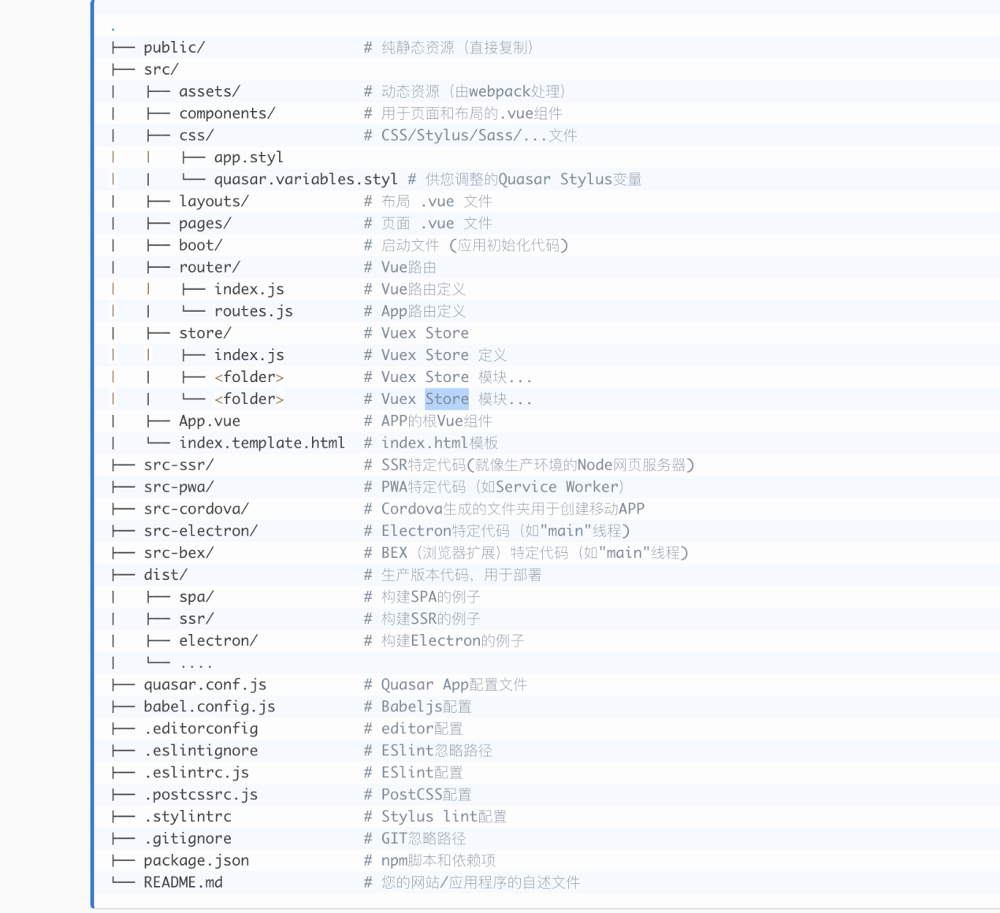 .
├── public/                  # 纯静态资源（直接复制）
├── src/
|   ├── assets/              # 动态资源（由webpack处理）
|   ├── components/          # 用于页面和布局的.vue组件
|   ├── css/                 # CSS/Stylus/Sass/...文件
|   |   ├── app.styl
|   |   └── quasar.variables.styl # 供您调整的Quasar Stylus变量
|   ├── layouts/             # 布局 .vue 文件
|   ├── pages/               # 页面 .vue 文件
|   ├── boot/                # 启动文件 (应用初始化代码)
|   ├── router/              # Vue路由
|   |   ├── index.js         # Vue路由定义
|   |   └── routes.js        # App路由定义
|   ├── store/               # Vuex Store
|   |   ├── index.js         # Vuex Store 定义
|   |   ├── <folder>         # Vuex Store 模块...
|   |   └── <folder>         # Vuex Store 模块...
|   ├── App.vue              # APP的根Vue组件
|   └── index.template.html  # index.html模板
├── src-ssr/                 # SSR特定代码(就像生产环境的Node网页服务器)
├── src-pwa/                 # PWA特定代码（如Service Worker）
├── src-cordova/             # Cordova生成的文件夹用于创建移动APP
├── src-electron/            # Electron特定代码（如"main"线程)
├── src-bex/                 # BEX（浏览器扩展）特定代码（如"main"线程)
├── dist/                    # 生产版本代码，用于部署
|   ├── spa/                 # 构建SPA的例子
|   ├── ssr/                 # 构建SSR的例子
|   ├── electron/            # 构建Electron的例子
|   └── ....
├── quasar.conf.js           # Quasar App配置文件
├── babel.config.js          # Babeljs配置
├── .editorconfig            # editor配置
├── .eslintignore            # ESlint忽略路径
├── .eslintrc.js             # ESlint配置
├── .postcssrc.js            # PostCSS配置
├── .stylintrc               # Stylus lint配置
├── .gitignore               # GIT忽略路径
├── package.json             # npm脚本和依赖项
└── README.md                # 您的网站/应用程序的自述文件